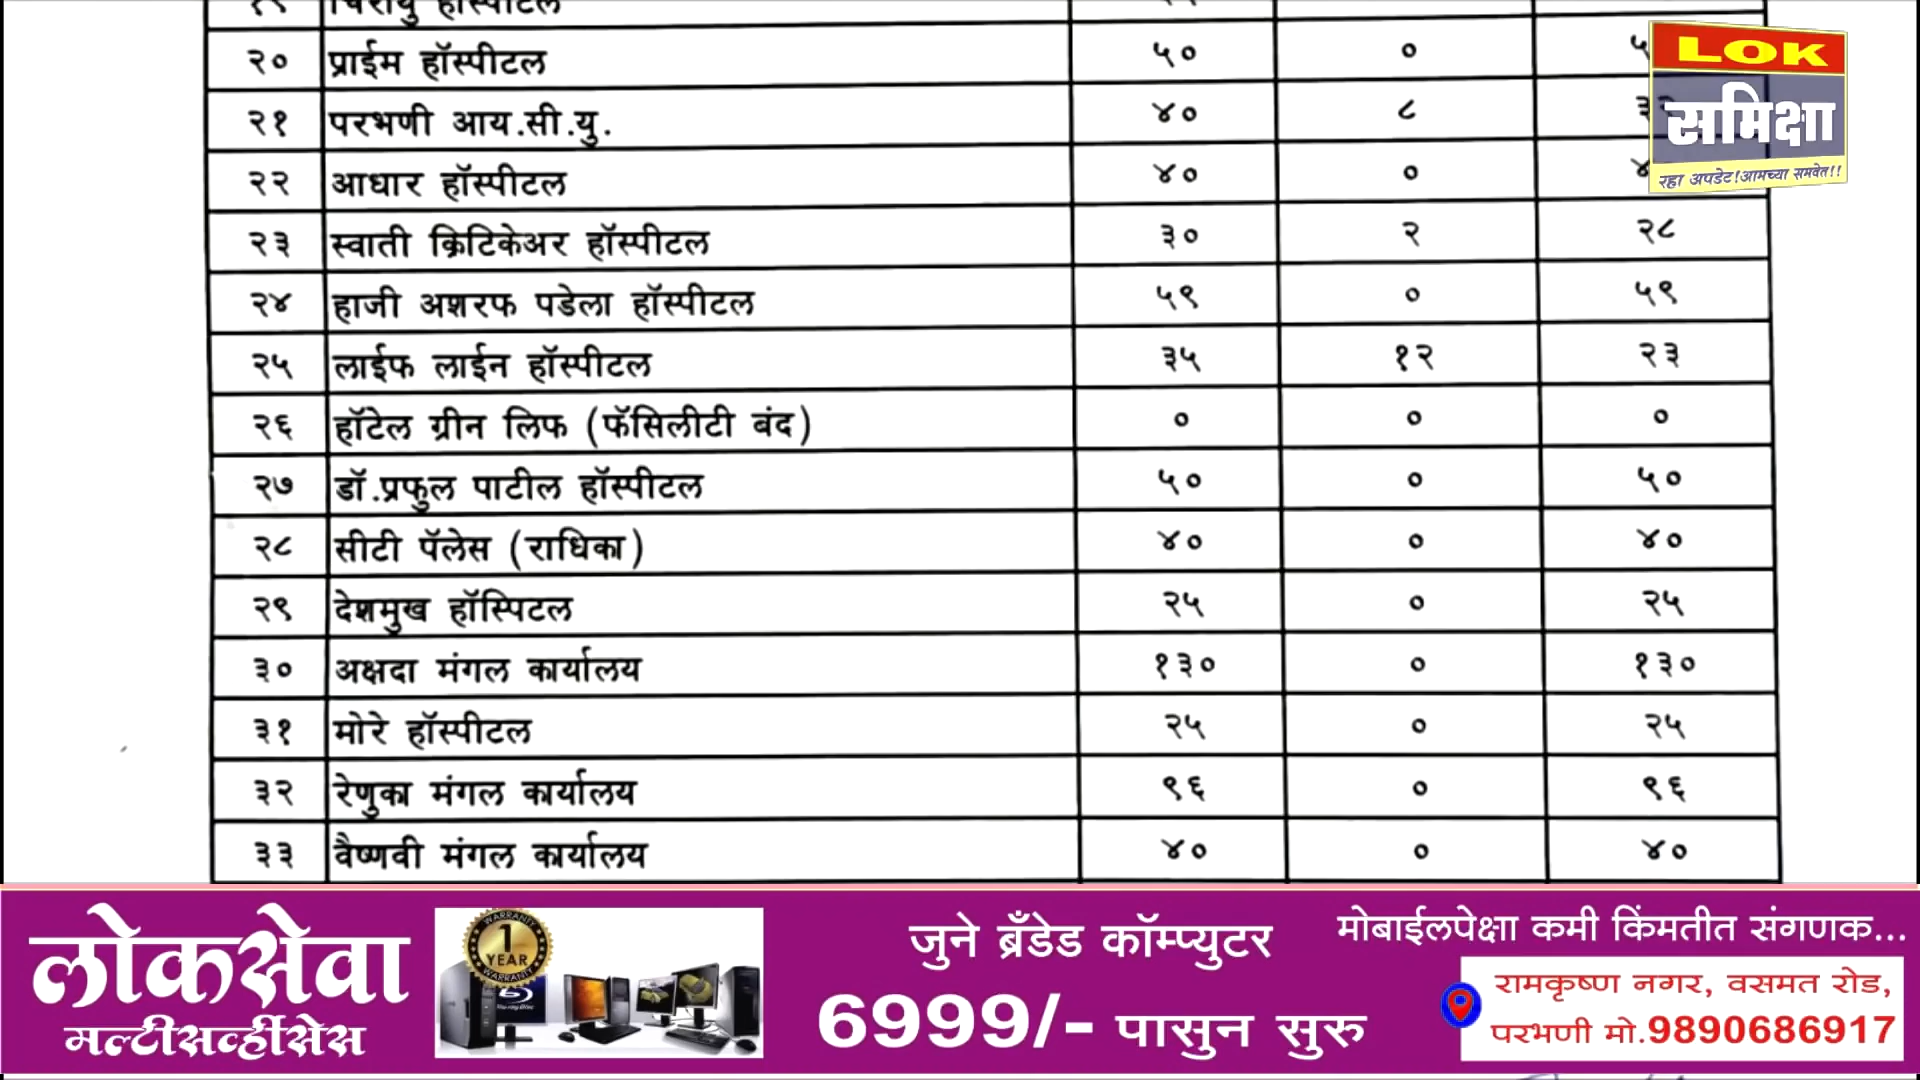 हॉस्पीटल
२० प्राईम हॉस्पीटल ५० ०
२१ परभणी आय.सी.यु. ४० ८
२२ आधार हॉस्पीटल ४० ०
२३ स्वाती क्रिटिकेअर हॉस्पीटल ३० २ २८
२४ हाजी अशरफ पडेला हॉस्पीटल ५९ ० ५९
२५ लाईफ लाईन हॉस्पीटल ३५ १२ २३
२६ हॉटेल ग्रीन लिफ (फॅसिलीटी बंद) ० ० ०
२७ डॉ.प्रफुल पाटील हॉस्पीटल ५० ० ५०
२८ सीटी पॅलेस (राधिका) ४० ० ४०
२९ देशमुख हॉस्पिटल २५ ० २५
३० अक्षदा मंगल कार्यालय १३० ० १३०
३१ मोरे हॉस्पीटल २५ ० २५
३२ रेणुका मंगल कार्यालय ९६ ० ९६
३३ वैष्णवी मंगल कार्यालय ४० ० ४०
LOK
समिक्षा
रहा अपडेट!आमच्या समवेत!!
लोकसेवा
मल्टीसर्व्हीसेस
WARRANTY
1
YEAR
WARRANTY
जुने ब्रँडेड कॉम्प्युटर
6999/- पासुन सुरु
मोबाईलपेक्षा कमी किंमतीत संगणक...
रामकृष्ण नगर, वसमत रोड,
परभणी मो.9890686917